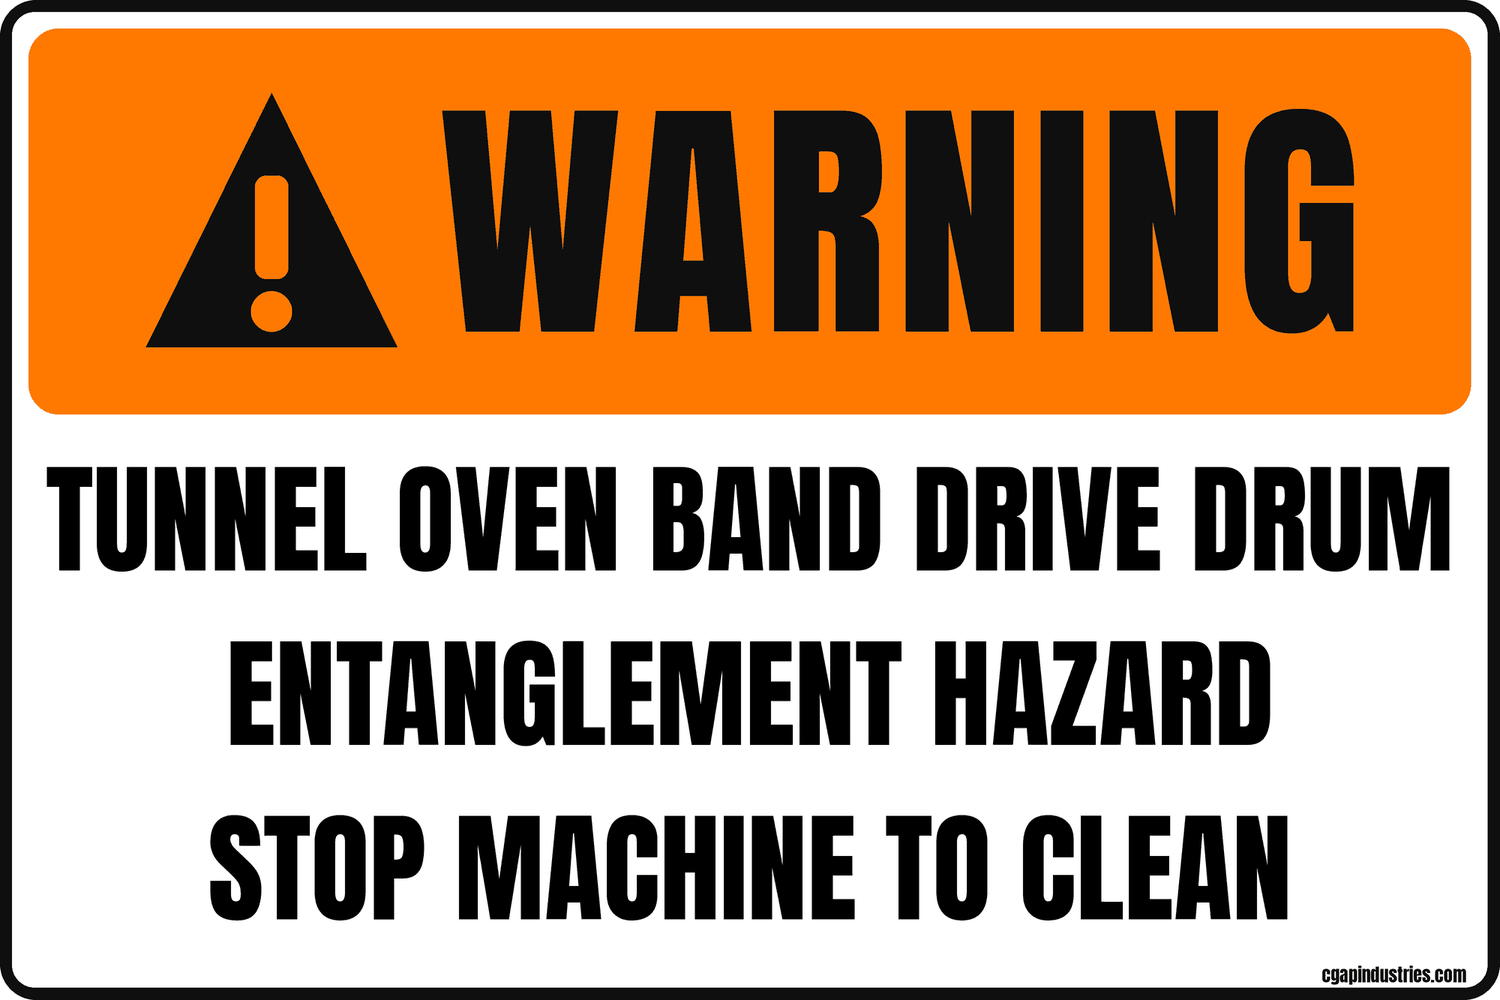 WARNING
TUNNEL OVEN BAND DRIVE DRUM
ENTANGLEMENT HAZARD
STOP MACHINE TO CLEAN
cgapindustries.com